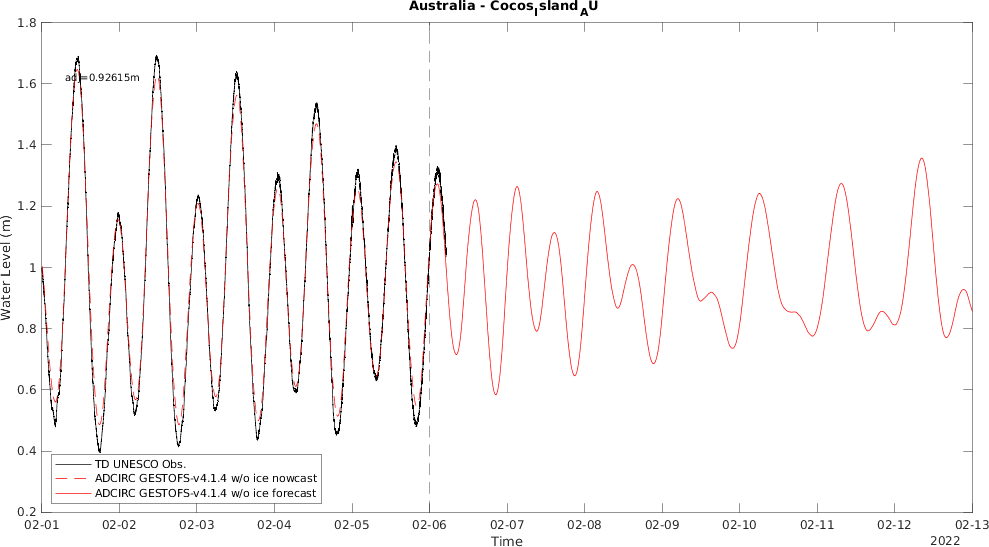 Australia - Cocos_Island_AU
1.8
1.6
1.4
1.2
1
0.8
0.6
0.4
0.2
Water Level (m)
adj=0.92615m
TD UNESCO Obs.
ADCIRC GESTOFS-v4.1.4 w/o ice nowcast
ADCIRC GESTOFS-v4.1.4 w/o ice forecast
02-01 02-02 02-03 02-04 02-05 02-06 02-07 02-08 02-09 02-10 02-11 02-12 02-13
Time
2022